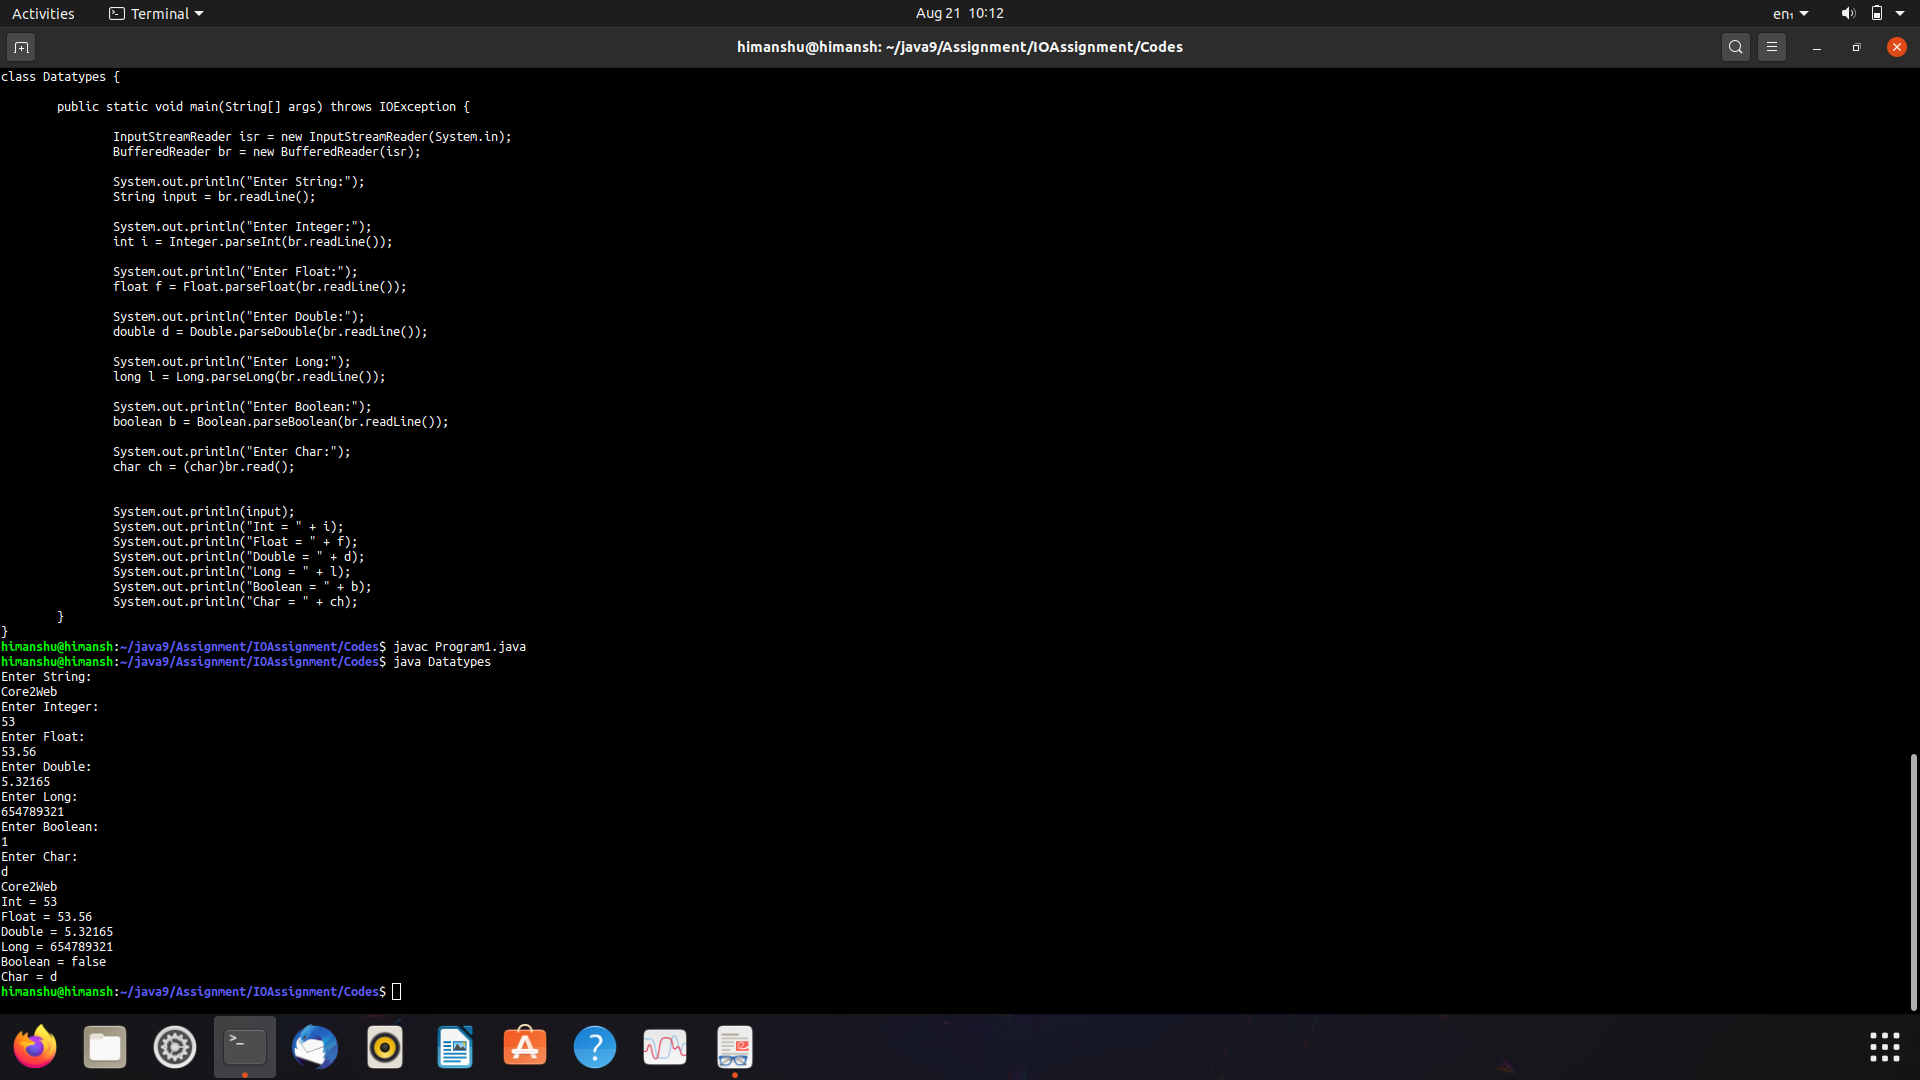 Activities Terminal Aug 21 10:12 en₁
himanshu@himansh: ~/java9/Assignment/IOAssignment/Codes
class Datatypes {
public static void main(String[] args) throws IOException {
InputStreamReader isr = new InputStreamReader(System.in);
BufferedReader br = new BufferedReader(isr);
System.out.println("Enter String:");
String input = br.readLine();
System.out.println("Enter Integer:");
int i = Integer.parseInt(br.readLine());
System.out.println("Enter Float:");
float f = Float.parseFloat(br.readLine());
System.out.println("Enter Double:");
double d = Double.parseDouble(br.readLine());
System.out.println("Enter Long:");
long l = Long.parseLong(br.readLine());
System.out.println("Enter Boolean:");
boolean b = Boolean.parseBoolean(br.readLine());
System.out.println("Enter Char:");
char ch = (char)br.read();
System.out.println(input);
System.out.println("Int = " + i);
System.out.println("Float = " + f);
System.out.println("Double = " + d);
System.out.println("Long = " + l);
System.out.println("Boolean = " + b);
System.out.println("Char = " + ch);
}
}
himanshu@himansh:~/java9/Assignment/IOAssignment/Codes$ javac Program1.java
himanshu@himansh:~/java9/Assignment/IOAssignment/Codes$ java Datatypes
Enter String:
Core2Web
Enter Integer:
53
Enter Float:
53.56
Enter Double:
5.32165
Enter Long:
654789321
Enter Boolean:
1
Enter Char:
d
Core2Web
Int = 53
Float = 53.56
Double = 5.32165
Long = 654789321
Boolean = false
Char = d
himanshu@himansh:~/java9/Assignment/IOAssignment/Codes$